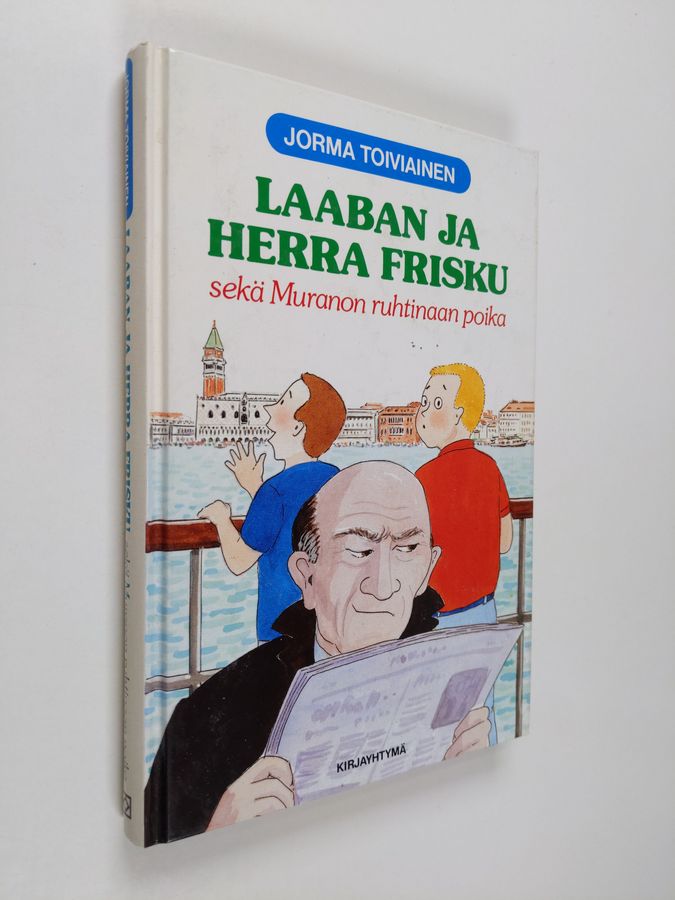 JORMA TOIVIAINEN
LAABAN JA
HERRA FRISKU
sekä Muranon ruhtinaan poika
KIRJAYHTYMÄ
JORMA TOIVIAINEN LAABAN JA HERRA FRISKU